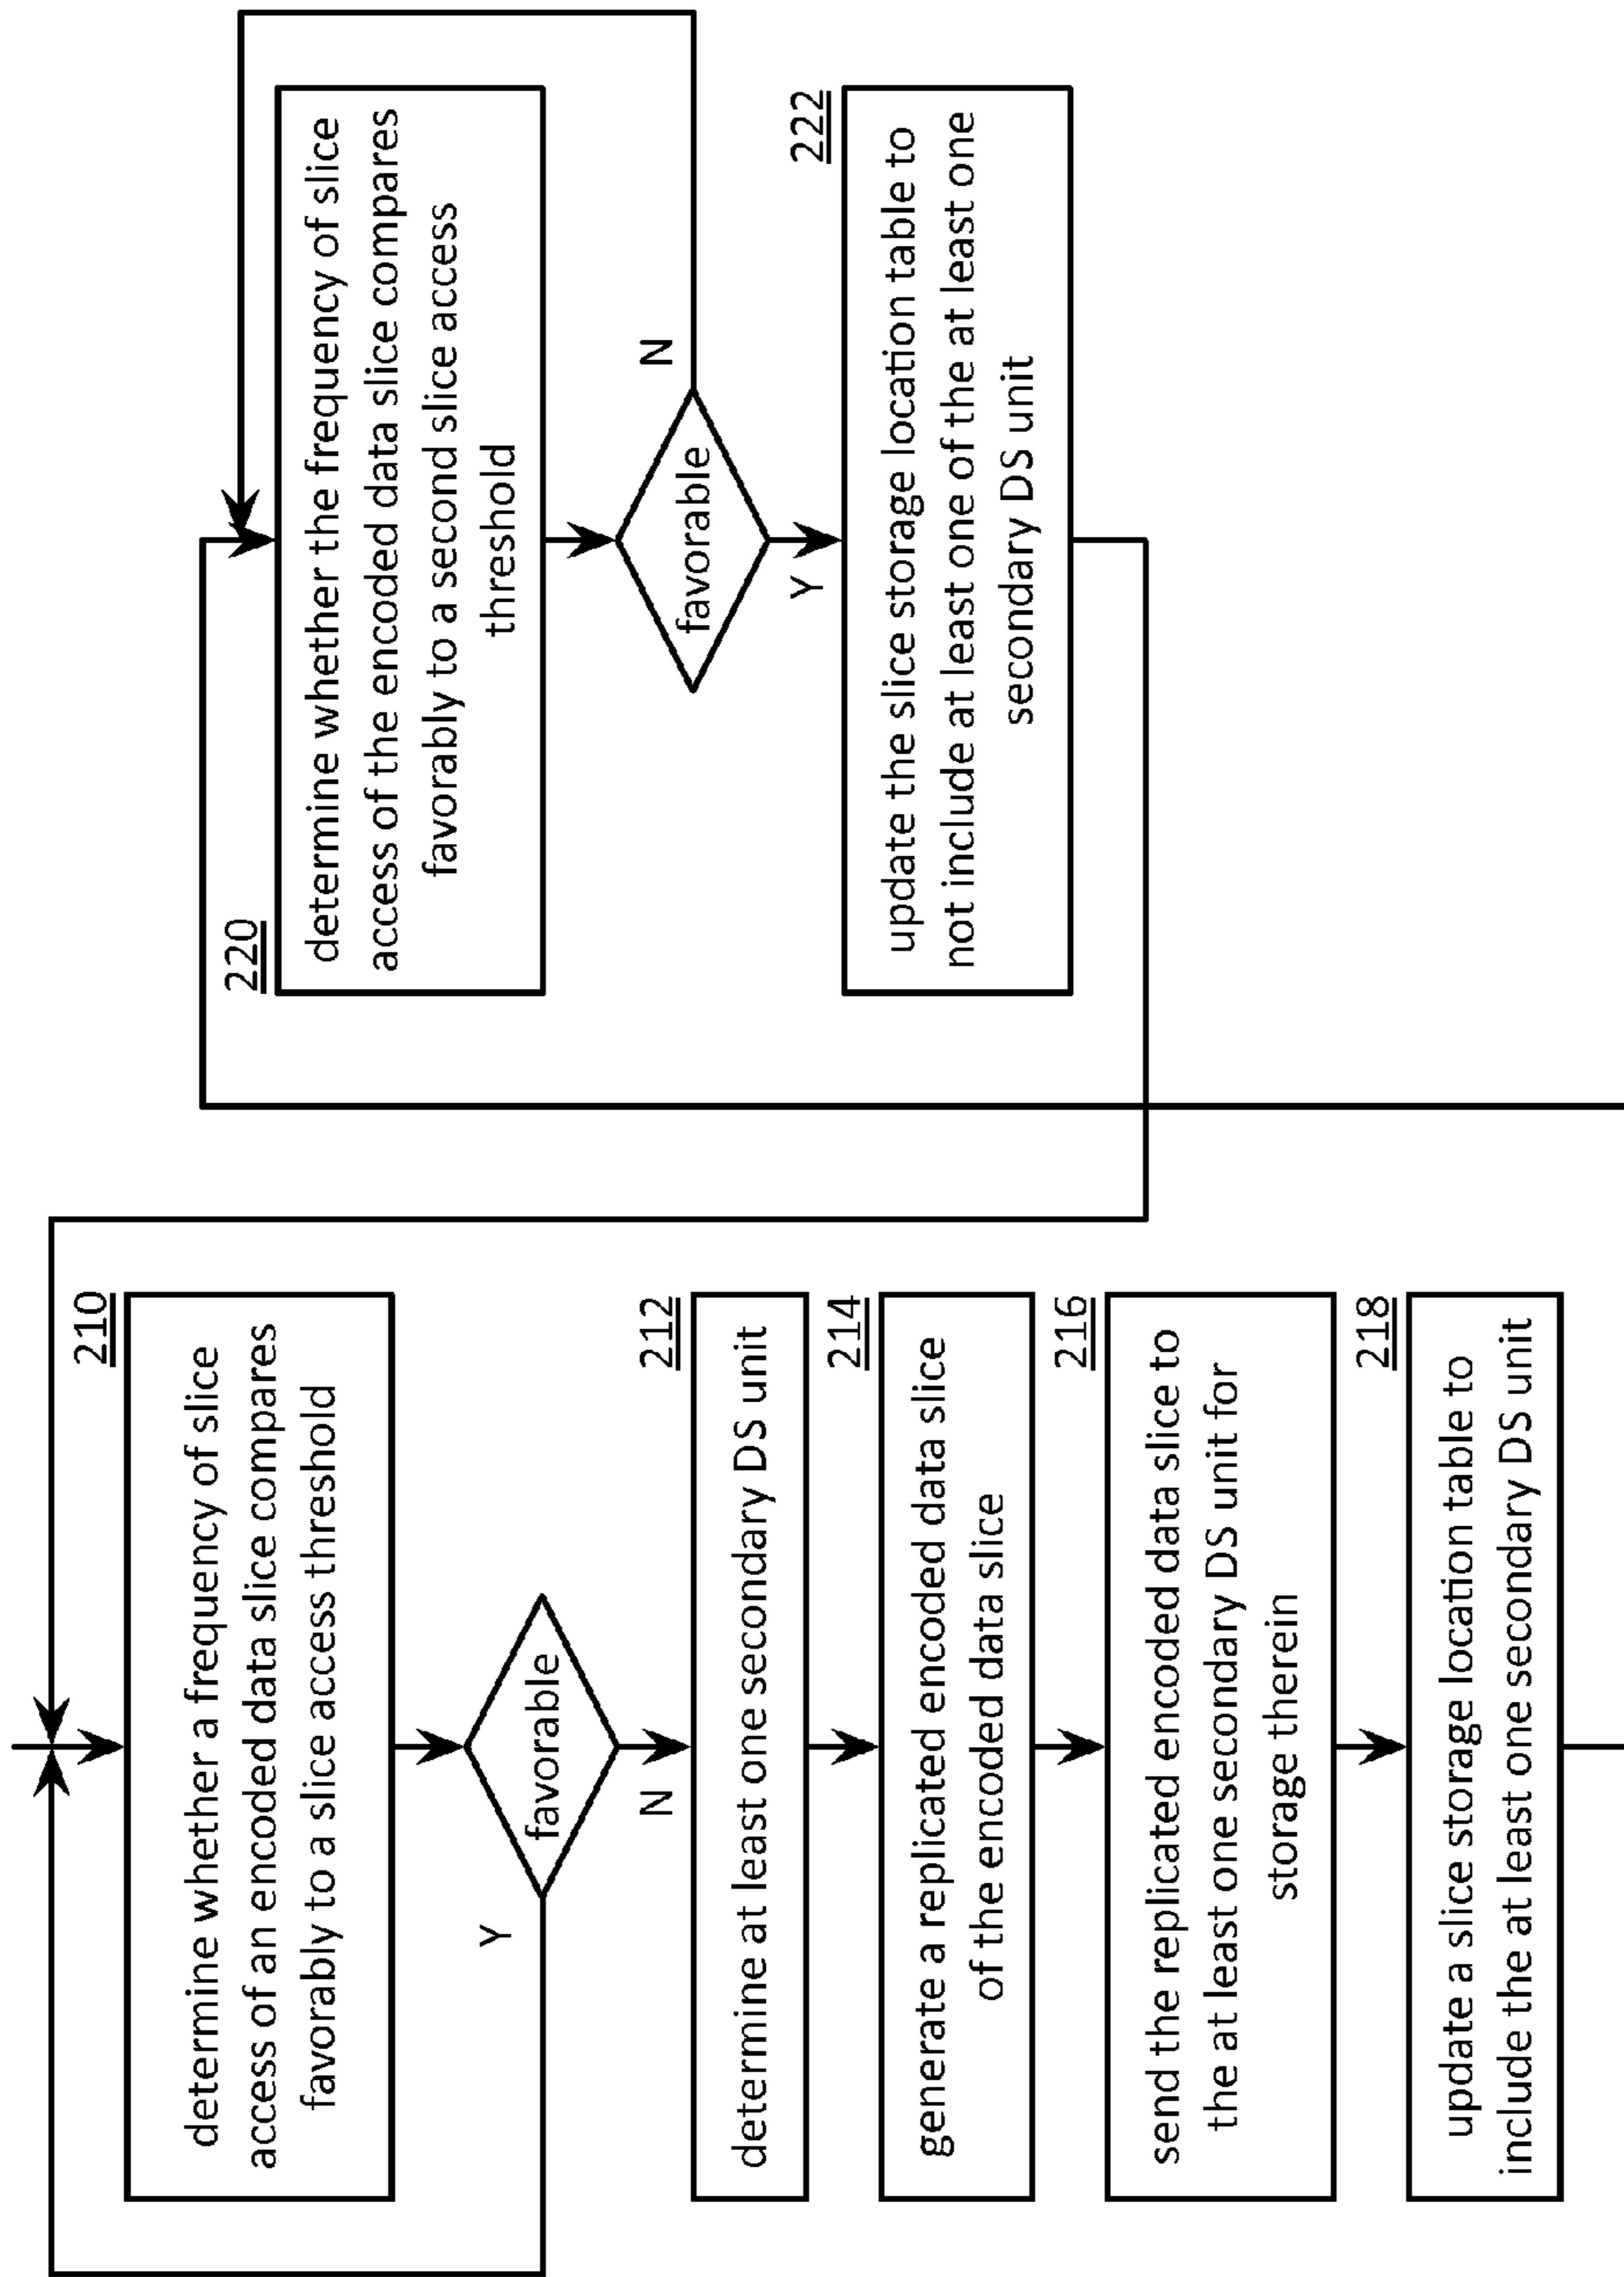 210
determine whether a frequency of slice
access of an encoded data slice compares
favorably to a slice access threshold
favorable
Y
N
212
determine at least one secondary DS unit
214
generate a replicated encoded data slice
of the encoded data slice
216
send the replicated encoded data slice to
the at least one secondary DS unit for
storage therein
218
update a slice storage location table to
include the at least one secondary DS unit
220
determine whether the frequency of slice
access of the encoded data slice compares
favorably to a second slice access
threshold
favorable
N
Y
222
update the slice storage location table to
not include at least one of the at least one
secondary DS unit